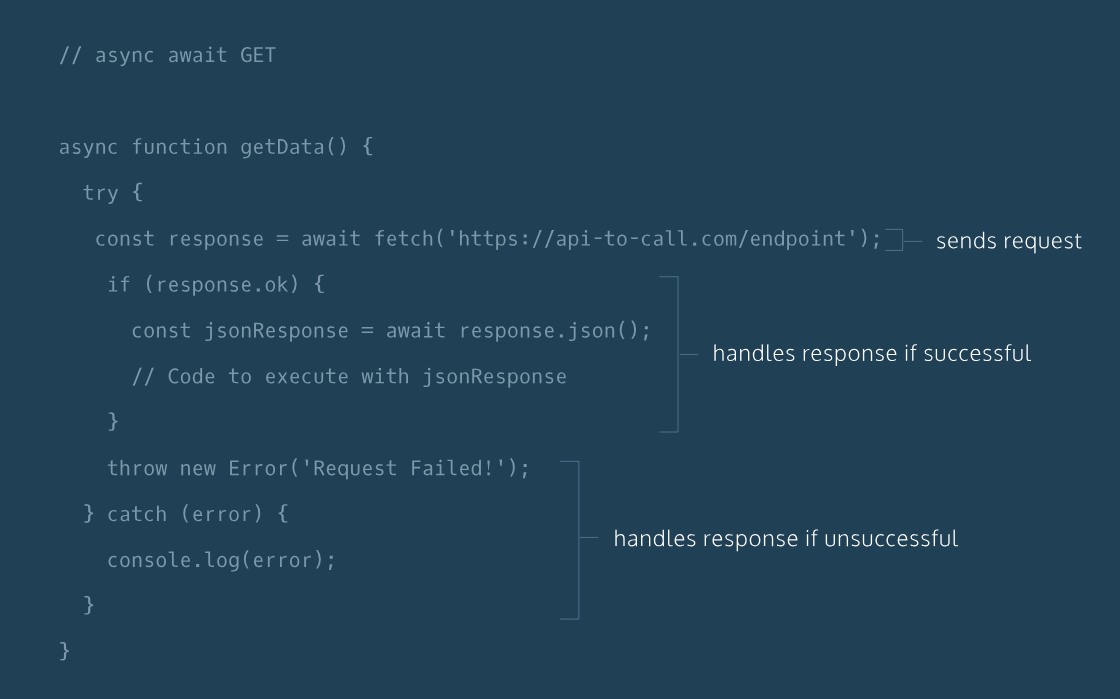 // async await GET
async function getData() {
try {
const response = await fetch('https://api-to-call.com/endpoint');
sends request
if (response.ok) {
const jsonResponse = await response.json();
handles response if successful
// Code to execute with jsonResponse
}
throw new Error('Request Failed!');
} catch (error) {
handles response if unsuccessful
console.log(error);
}
}